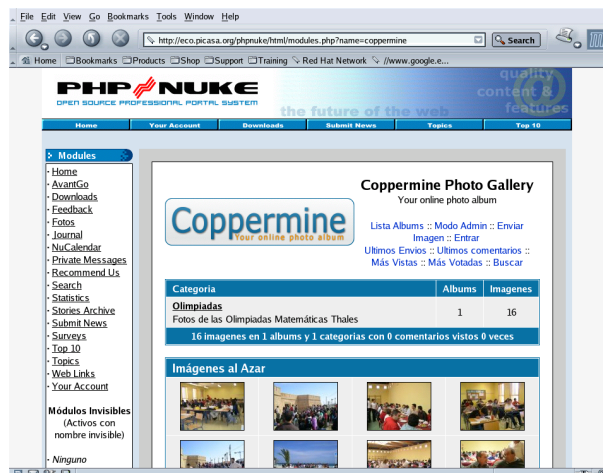 File Edit View Go Bookmarks Tools Window Help
http://eco.picasa.org/phpnuke/html/modules.php?name=coppermine
Search
Home Bookmarks Products Shop Support Training Red Hat Network //www.google.e...
PHP NUKE
OPEN SOURCE PROFESSIONAL PORTAL SYSTEM
the future of the web
quality
content &
features
Home Your Account Downloads Submit News Topics Top 10
Modules
· Home
· AvantGo
· Downloads
· Feedback
· Fotos
· Journal
· NuCalendar
· Private Messages
· Recommend Us
· Search
· Statistics
· Stories Archive
· Submit News
· Surveys
· Top 10
· Topics
· Web Links
· Your Account
Módulos Invisibles
(Activos con
nombre invisible)
· Ninguno
Coppermine
Your online photo album
Coppermine Photo Gallery
Your online photo album
Lista Albums :: Modo Admin :: Enviar
Imagen :: Entrar
Ultimos Envios :: Ultimos comentarios ::
Más Vistas :: Más Votadas :: Buscar
Categoria Albums Imagenes
Olimpiadas
Fotos de las Olimpiadas Matemáticas Thales
1 16
16 imagenes en 1 albums y 1 categorias con 0 comentarios vistos 0 veces
Imágenes al Azar